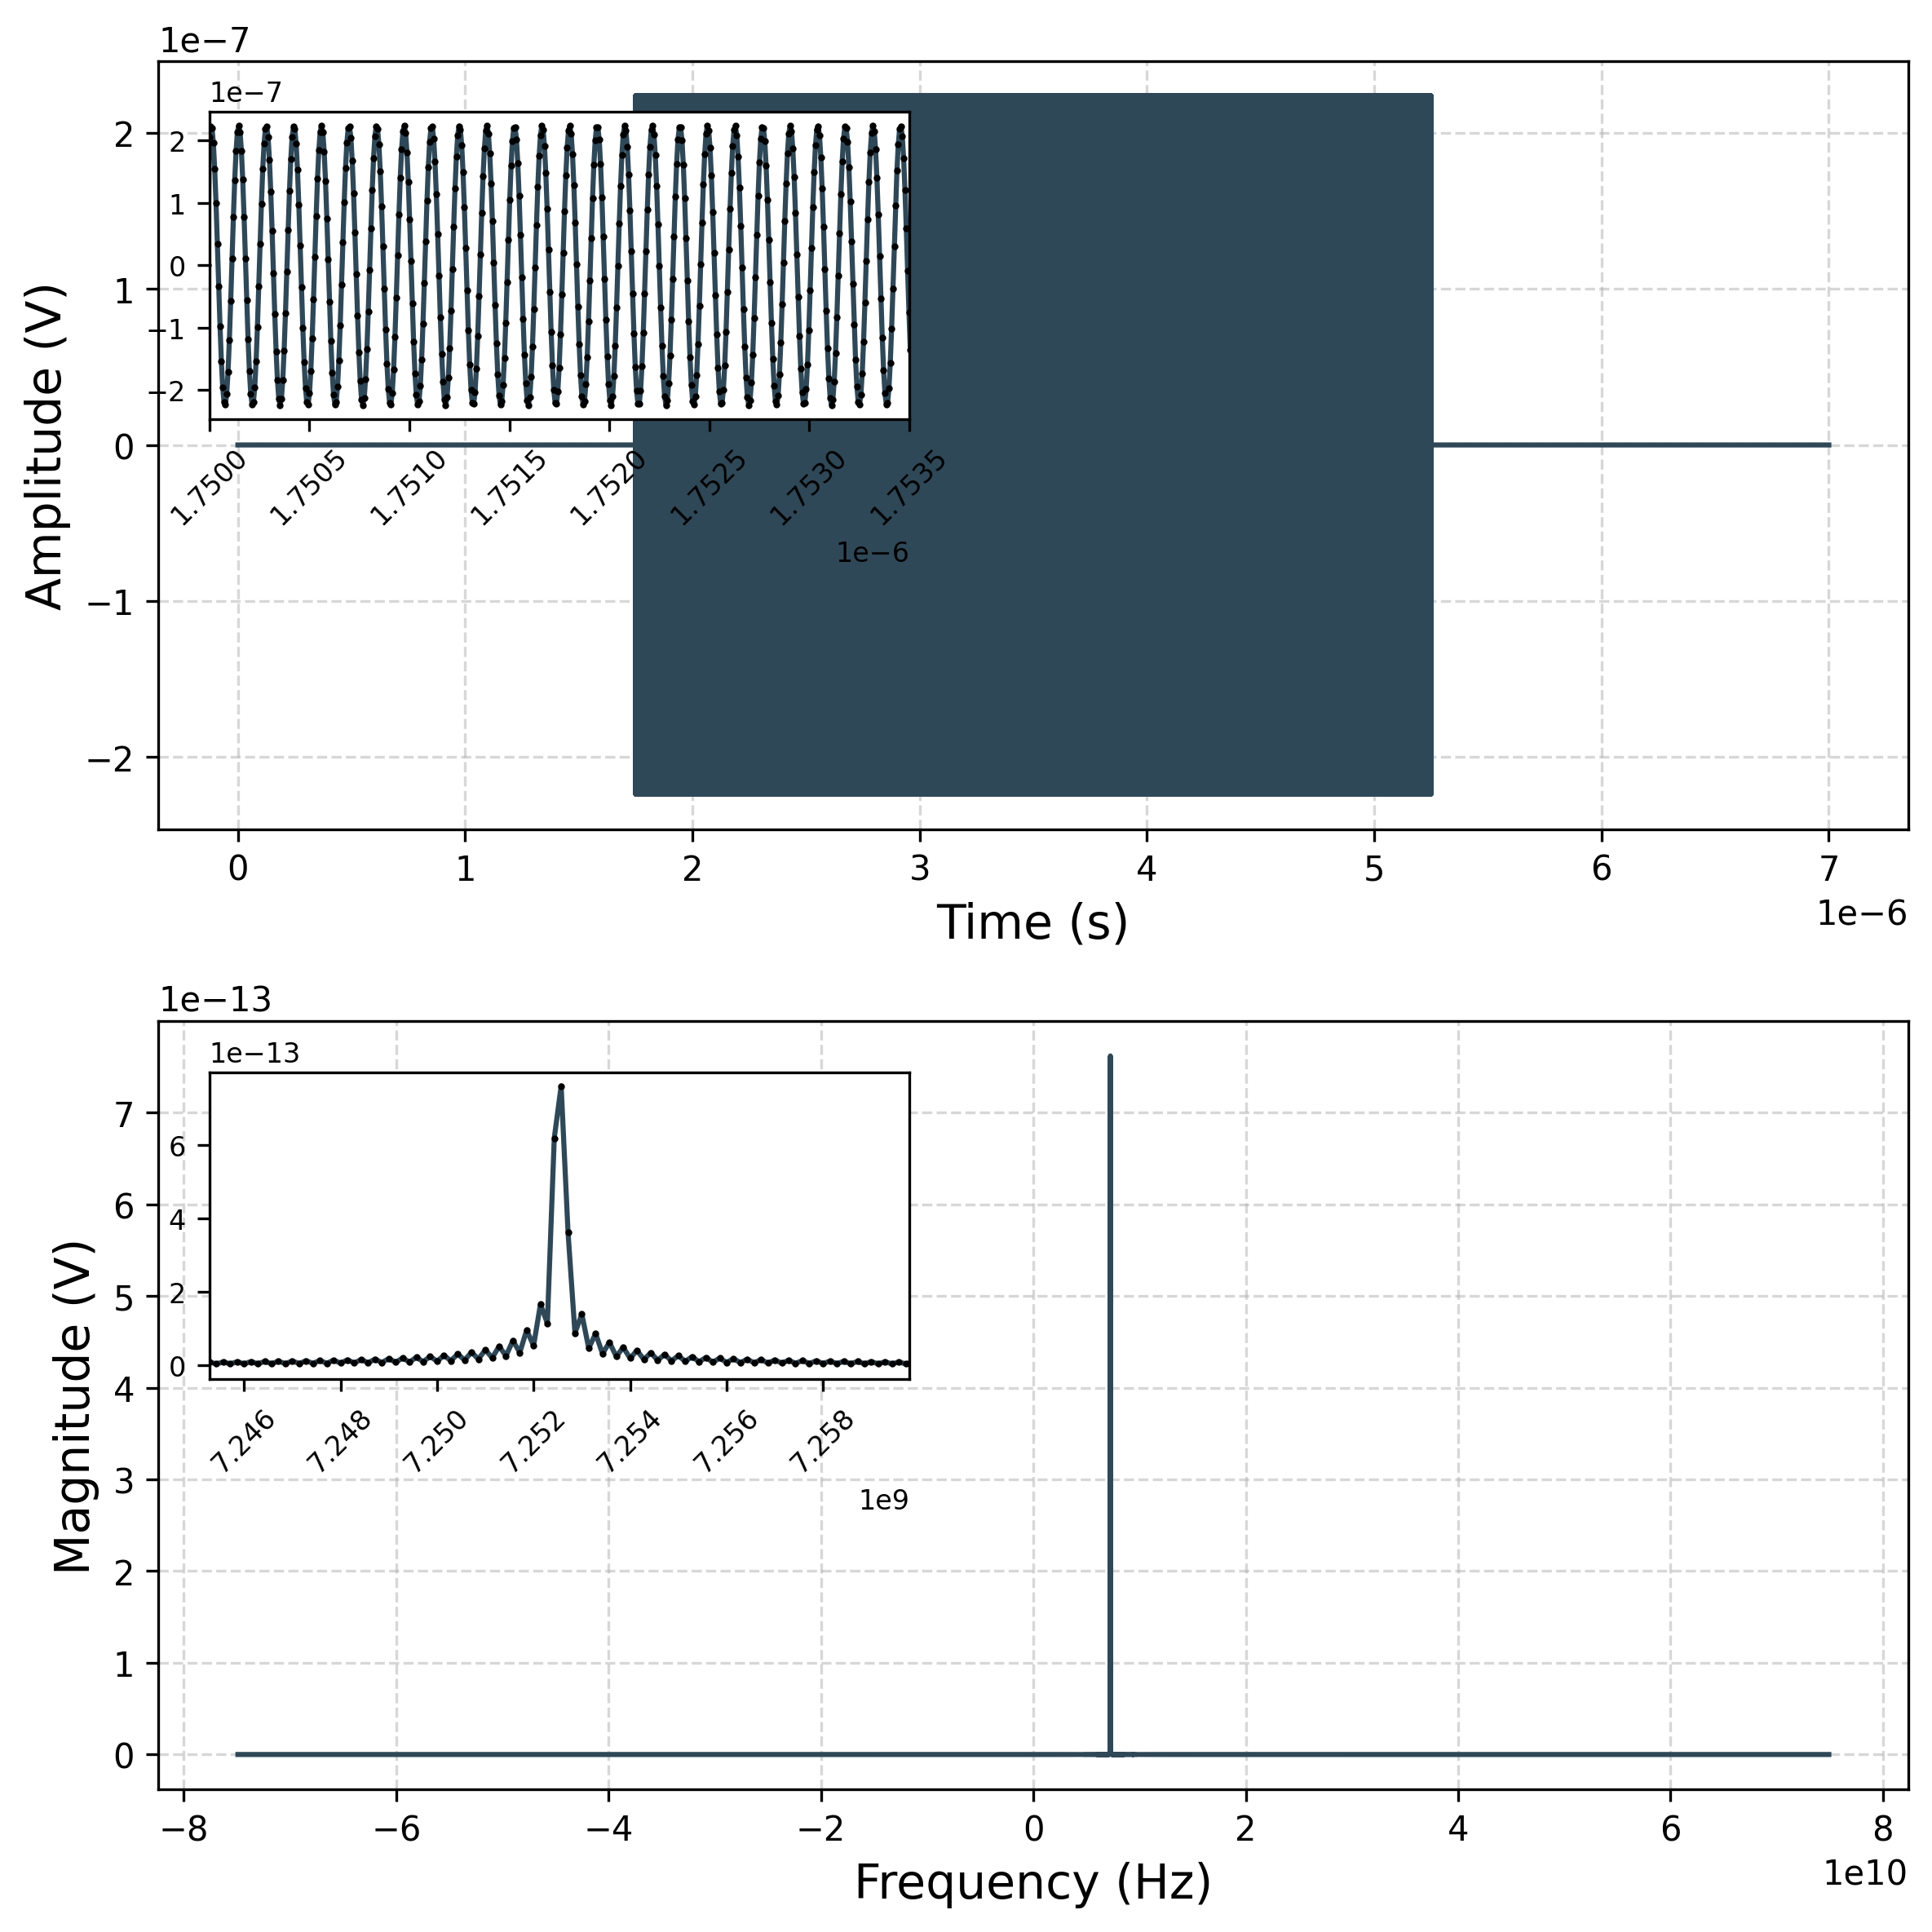 1e−7
1e−7
2
1
0
−1
−2
2
1
0
−1
−2
Amplitude (V)
1.7500 1.7505 1.7510 1.7515 1.7520 1.7525 1.7530 1.7535
1e−6
0 1 2 3 4 5 6 7
Time (s)
1e−6
1e−13
1e−13
6
4
2
0
7
6
5
4
3
2
1
0
Magnitude (V)
7.246 7.248 7.250 7.252 7.254 7.256 7.258
1e9
−8 −6 −4 −2 0 2 4 6 8
Frequency (Hz)
1e10